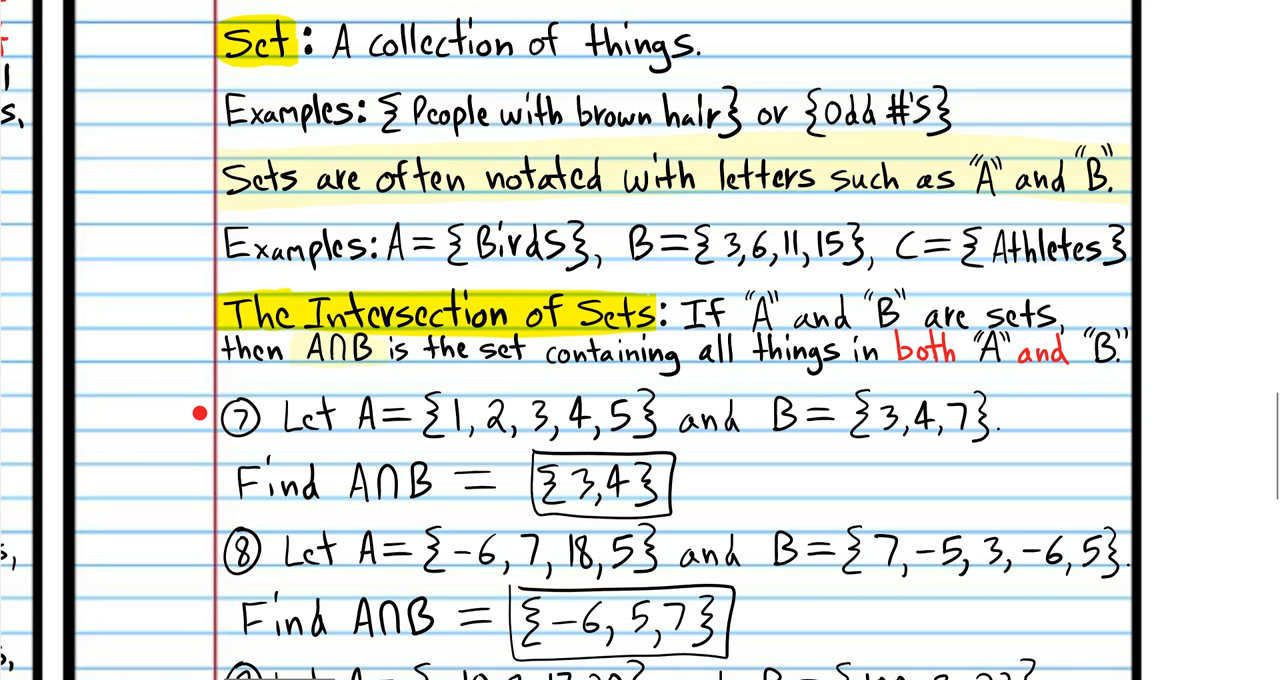 Set: A collection of things.
Examples: {People with brown hair} or {Odd #'s}
Sets are often notated with letters such as "A" and "B."
Examples: A = {Birds}, B = {3, 6, 11, 15}, C = {Athletes}
The Intersection of Sets: If "A" and "B" are sets,
then A∩B is the set containing all things in both "A" and "B."
⑦ Let A = {1, 2, 3, 4, 5} and B = {3, 4, 7}.
Find A∩B = {3, 4}
⑧ Let A = {-6, 7, 18, 5} and B = {7, -5, 3, -6, 5}.
Find A∩B = {-6, 5, 7}